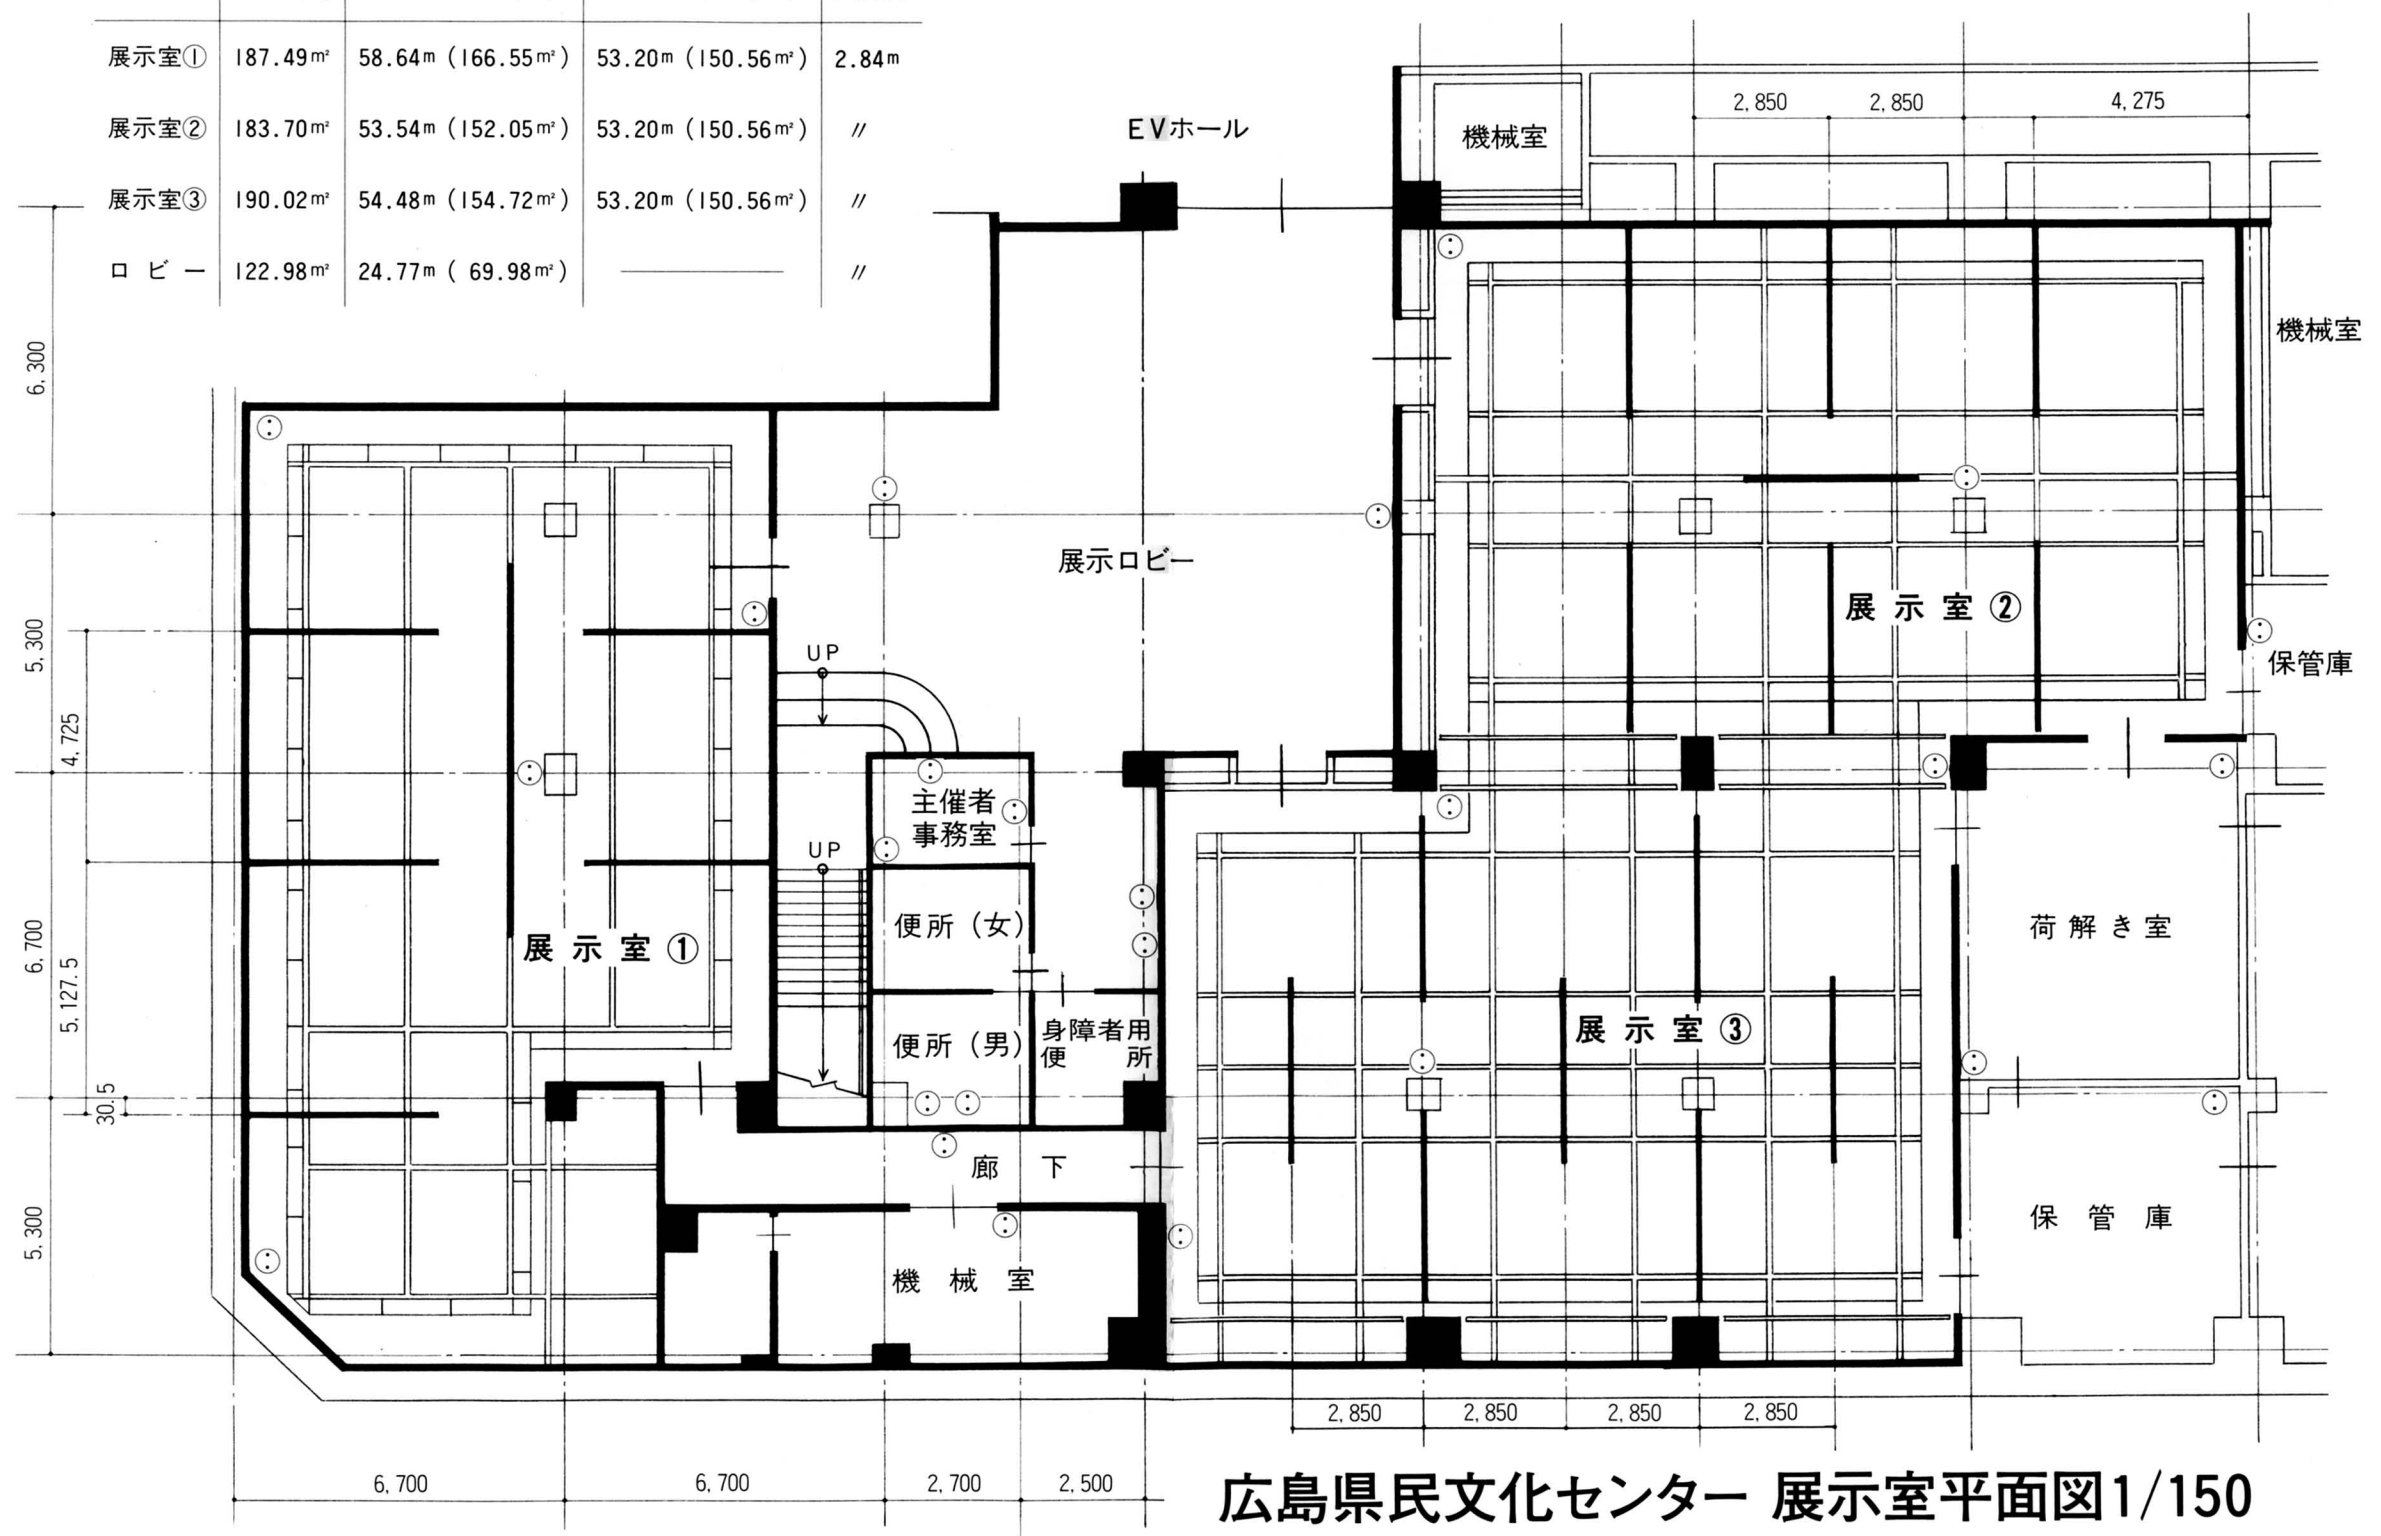 展示室① 187.49㎡ 58.64m (166.55㎡) 53.20m (150.56㎡) 2.84m
展示室② 183.70㎡ 53.54m (152.05㎡) 53.20m (150.56㎡) 〃
展示室③ 190.02㎡ 54.48m (154.72㎡) 53.20m (150.56㎡) 〃
ロビー 122.98㎡ 24.77m ( 69.98㎡) 〃
EVホール
機械室
2,850 2,850 4,275
機械室
6,300
展示ロビー
展示室②
5,300
UP
保管庫
4,725
主催者
事務室
UP
便所(女)
展示室①
荷解き室
6,700
5,127.5
便所(男)
身障者用
便所
展示室③
30.5
廊下
保管庫
5,300
機械室
2,850 2,850 2,850 2,850
6,700 6,700 2,700 2,500
広島県民文化センター 展示室平面図1/150